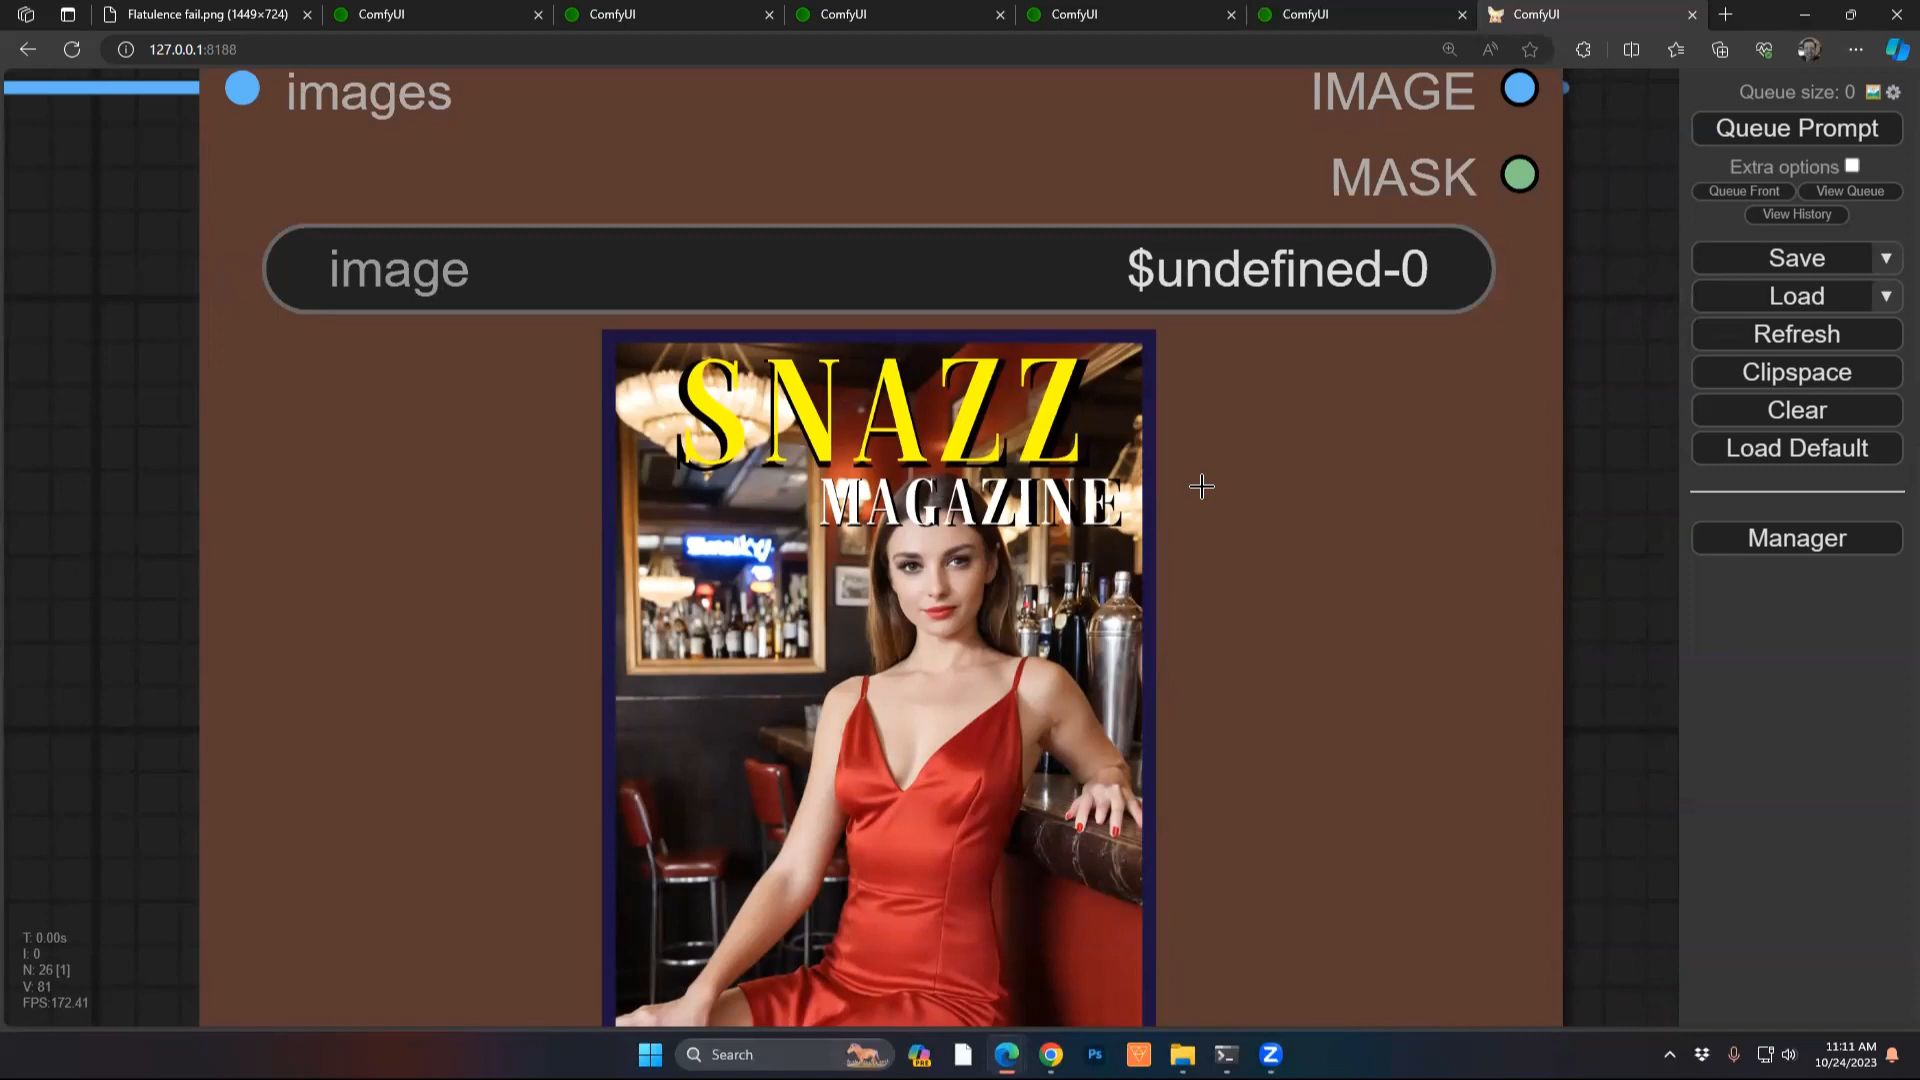 Flatulence fail.png (1449×724)
ComfyUI
ComfyUI
ComfyUI
ComfyUI
ComfyUI
ComfyUI
127.0.0.1:8188
images
IMAGE
MASK
image
$undefined-0
SNAZZ
MAGAZINE
Queue size: 0
Queue Prompt
Extra options
Queue Front
View Queue
View History
Save
Load
Refresh
Clipspace
Clear
Load Default
Manager
T: 0.00s
I: 0
N: 26 [1]
V: 81
FPS:172.41
Search
PRE
Ps
11:11 AM
10/24/2023